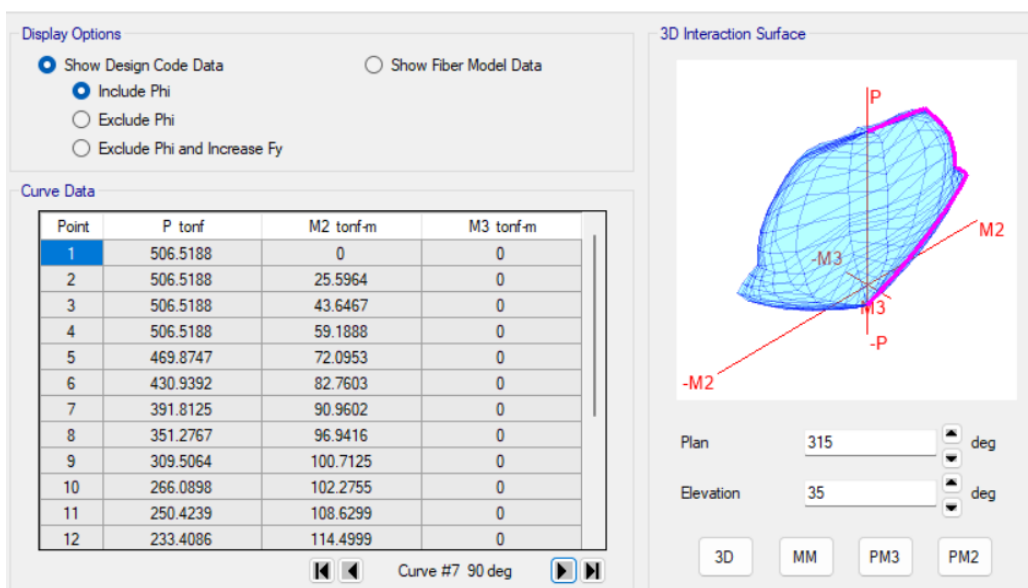 Display Options
Show Design Code Data
Show Fiber Model Data
Include Phi
Exclude Phi
Exclude Phi and Increase Fy
Curve Data
Point P tonf M2 tonf-m M3 tonf-m
1 506.5188 0 0
2 506.5188 25.5964 0
3 506.5188 43.6467 0
4 506.5188 59.1888 0
5 469.8747 72.0953 0
6 430.9392 82.7603 0
7 391.8125 90.9602 0
8 351.2767 96.9416 0
9 309.5064 100.7125 0
10 266.0898 102.2755 0
11 250.4239 108.6299 0
12 233.4086 114.4999 0
Curve #7 90 deg
3D Interaction Surface
P
M2
-M3
M3
-P
-M2
Plan 315 deg
Elevation 35 deg
3D MM PM3 PM2